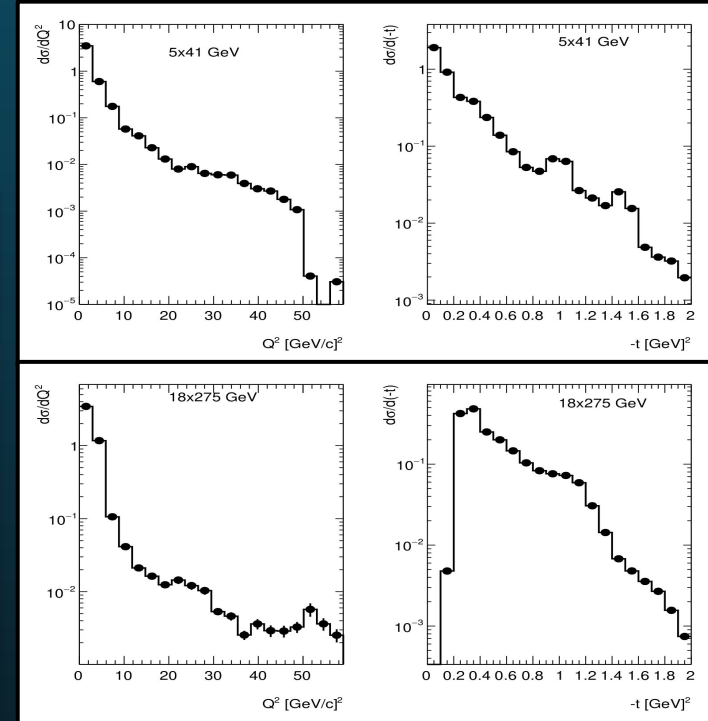 dσ/dQ²
5x41 GeV
10
1
10⁻¹
10⁻²
10⁻³
10⁻⁴
10⁻⁵
0 10 20 30 40 50
Q² [GeV/c]²
dσ/d(-t)
5x41 GeV
1
10⁻¹
10⁻²
10⁻³
0 0.2 0.4 0.6 0.8 1 1.2 1.4 1.6 1.8 2
-t [GeV]²
dσ/dQ²
18x275 GeV
1
10⁻¹
10⁻²
0 10 20 30 40 50
Q² [GeV/c]²
dσ/d(-t)
18x275 GeV
10⁻¹
10⁻²
10⁻³
0 0.2 0.4 0.6 0.8 1 1.2 1.4 1.6 1.8 2
-t [GeV]²